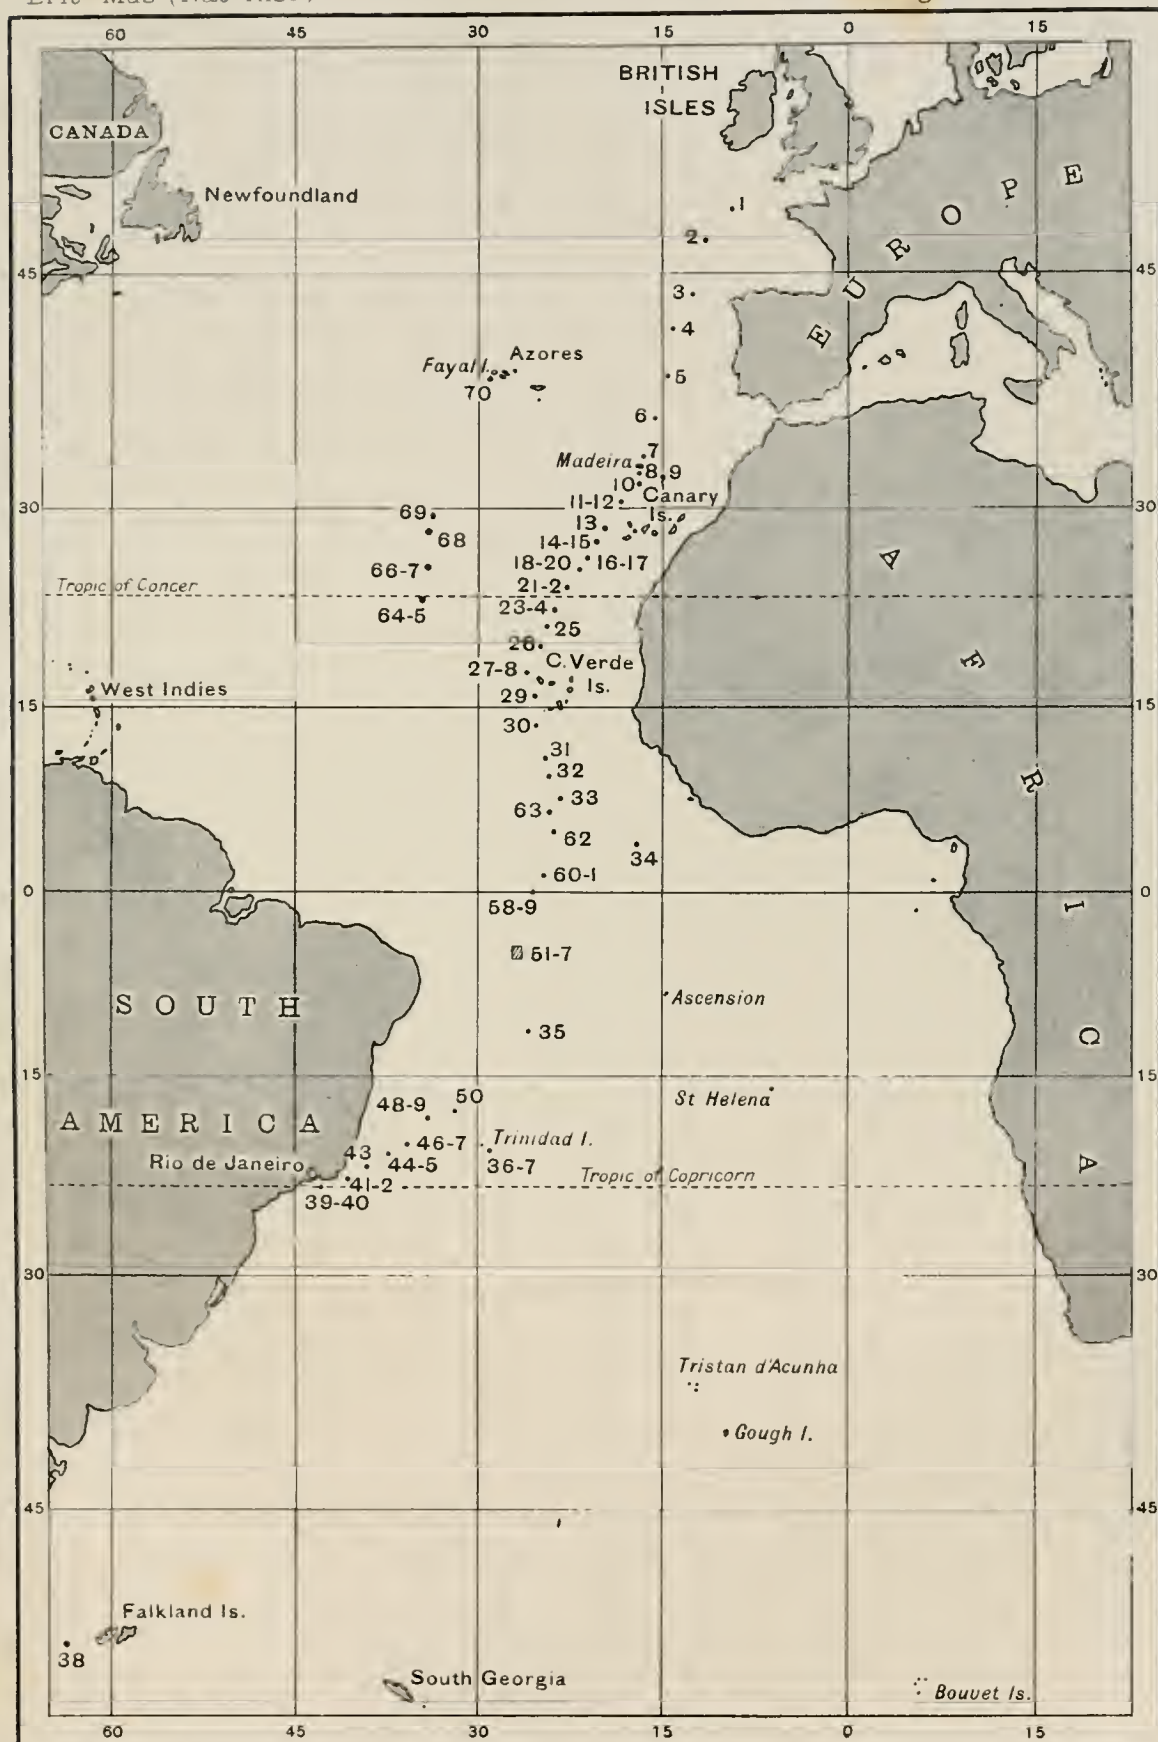 60 45 30 15 0 15
BRITISH
ISLES
CANADA
Newfoundland
EUROPE
1
2
45 45
3
4
Azores
Fayal I.
5
70
6
7
Madeira
8 9
10
Canary
11-12
Is.
30 30
69
13
68
14-15
66-7
18-20 16-17
21-2
Tropic of Concer
64-5
23-4
25
26
C. Verde
27-8
Is.
West Indies
29
15 15
30
31
32
33
63
62
34
60-1
0 0
58-9
51-7
AFRICA
SOUTH
Ascension
35
15 15
50
48-9
St Helena
AMERICA
46-7
Trinidad I.
43
Rio de Janeiro
44-5
36-7
41-2
Tropic of Copricorn
39-40
30 30
Tristan d'Acunha
Gough I.
45 45
Falkland Is.
38
South Georgia
Bouvet Is.
60 45 30 15 0 15